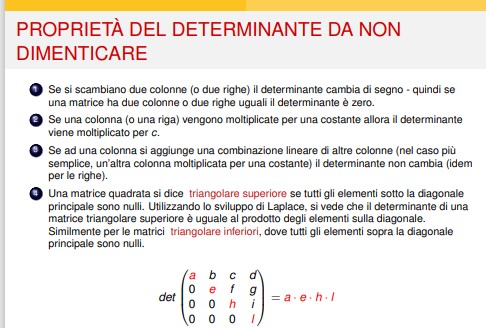 PROPRIETÀ DEL DETERMINANTE DA NON
DIMENTICARE
1 Se si scambiano due colonne (o due righe) il determinante cambia di segno - quindi se
una matrice ha due colonne o due righe uguali il determinante è zero.
2 Se una colonna (o una riga) vengono moltiplicate per una costante allora il determinante
viene moltiplicato per c.
3 Se ad una colonna si aggiunge una combinazione lineare di altre colonne (nel caso più
semplice, un'altra colonna moltiplicata per una costante) il determinante non cambia (idem
per le righe).
4 Una matrice quadrata si dice triangolare superiore se tutti gli elementi sotto la diagonale
principale sono nulli. Utilizzando lo sviluppo di Laplace, si vede che il determinante di una
matrice triangolare superiore è uguale al prodotto degli elementi sulla diagonale.
Similmente per le matrici triangolare inferiori, dove tutti gli elementi sopra la diagonale
principale sono nulli.
a b c d
0 e f g
det 0 0 h i = a · e · h · l
0 0 0 l